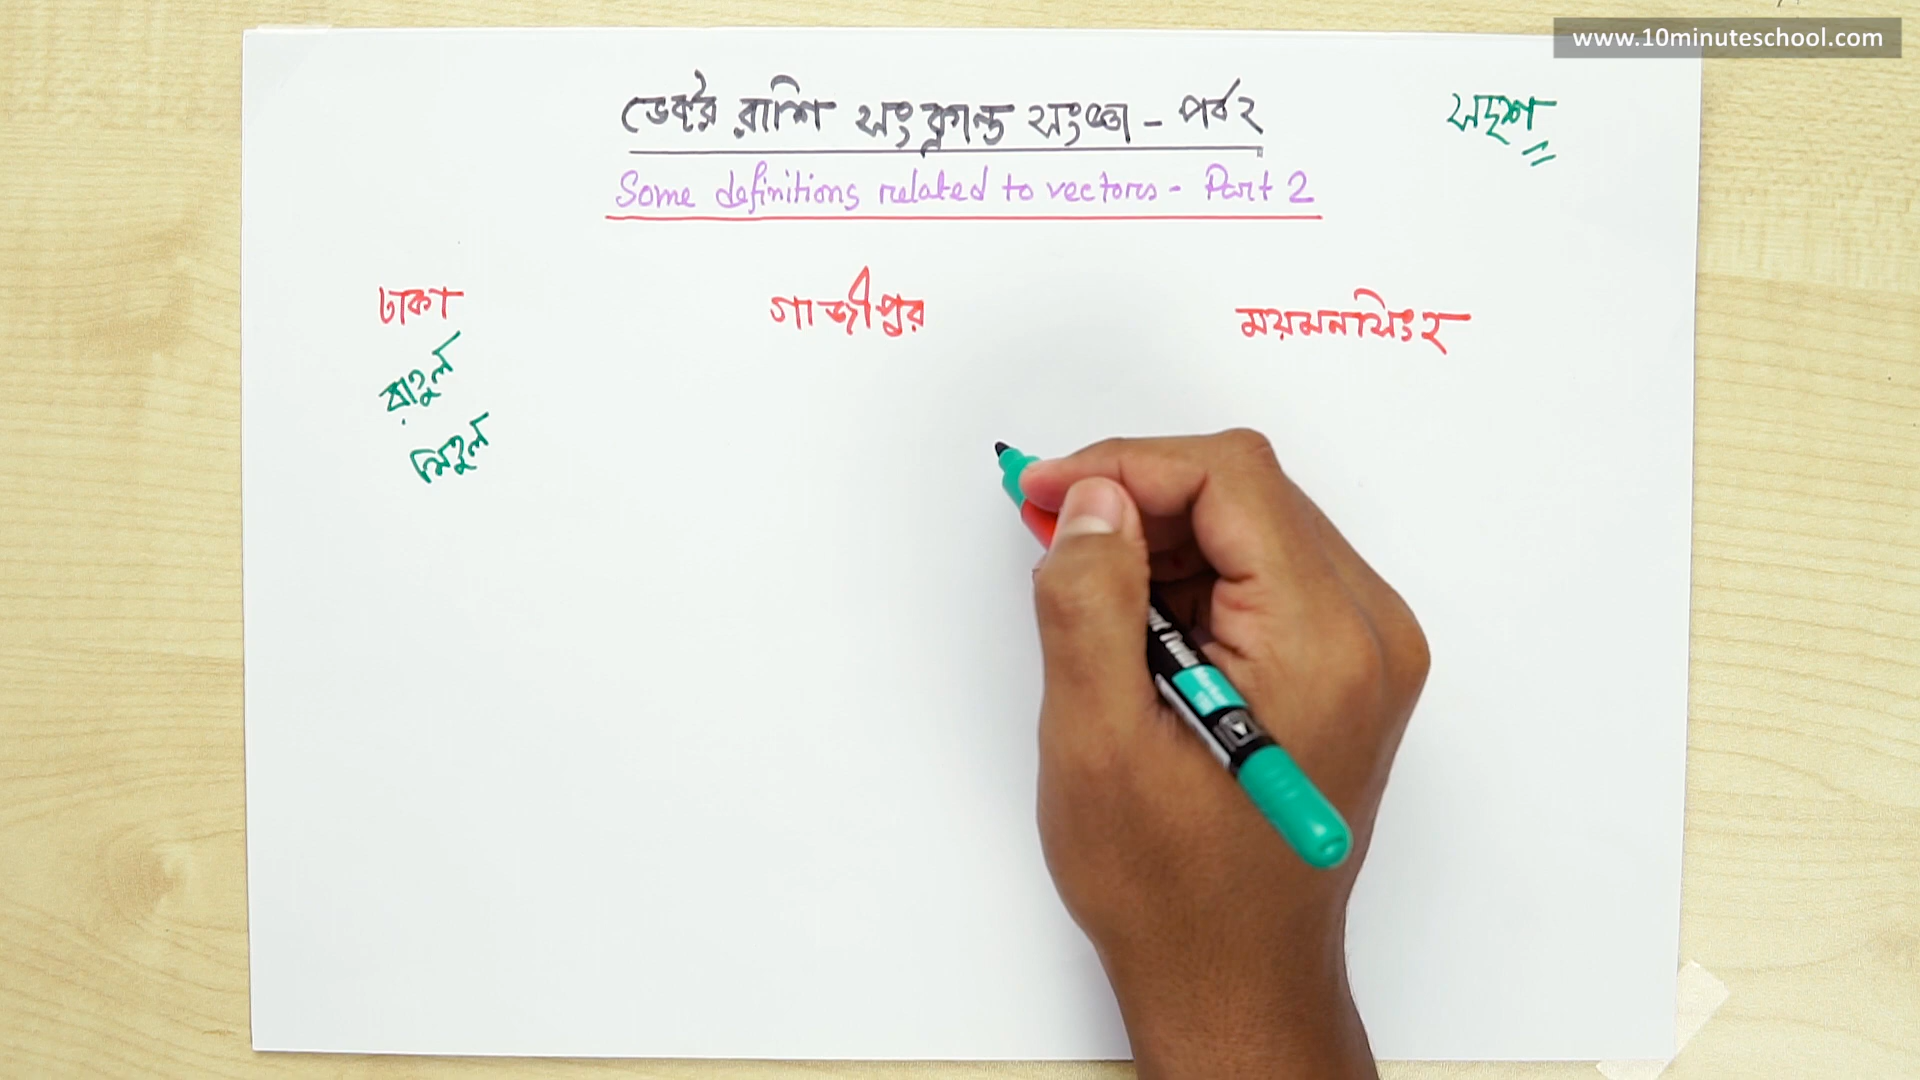 www.10minuteschool.com
ভেক্টর রাশি সংক্রান্ত সংজ্ঞা - পর্ব ২
সদৃশ
Some definitions related to vectors - Part 2
ঢাকা গাজীপুর ময়মনসিংহ
রাহুল
মিহুল